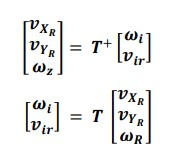 [v_{X_R} v_{Y_R} ω_z] = T⁺ [ω_i v_{ir}]
[ω_i v_{ir}] = T [v_{X_R} v_{Y_R} ω_R]